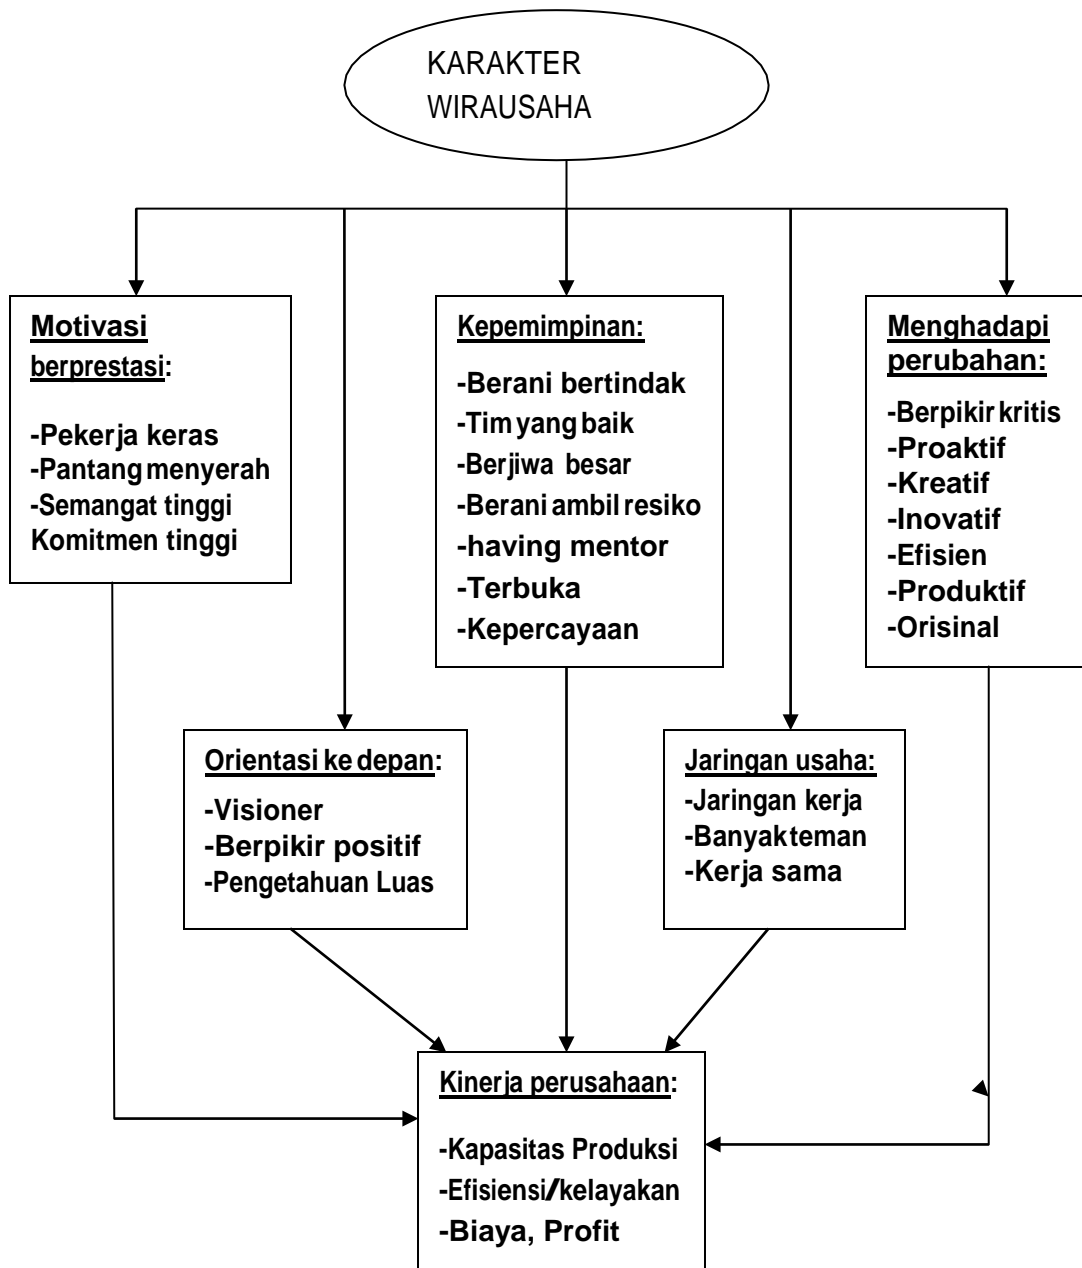 KARAKTER
WIRAUSAHA
Motivasi
berprestasi:
-Pekerja keras
-Pantang menyerah
-Semangat tinggi
Komitmen tinggi
Kepemimpinan:
-Berani bertindak
-Tim yang baik
-Berjiwa besar
-Berani ambil resiko
-having mentor
-Terbuka
-Kepercayaan
Menghadapi
perubahan:
-Berpikir kritis
-Proaktif
-Kreatif
-Inovatif
-Efisien
-Produktif
-Orisinal
Orientasi ke depan:
-Visioner
-Berpikir positif
-Pengetahuan Luas
Jaringan usaha:
-Jaringan kerja
-Banyak teman
-Kerja sama
Kinerja perusahaan:
-Kapasitas Produksi
-Efisiensi/kelayakan
-Biaya, Profit